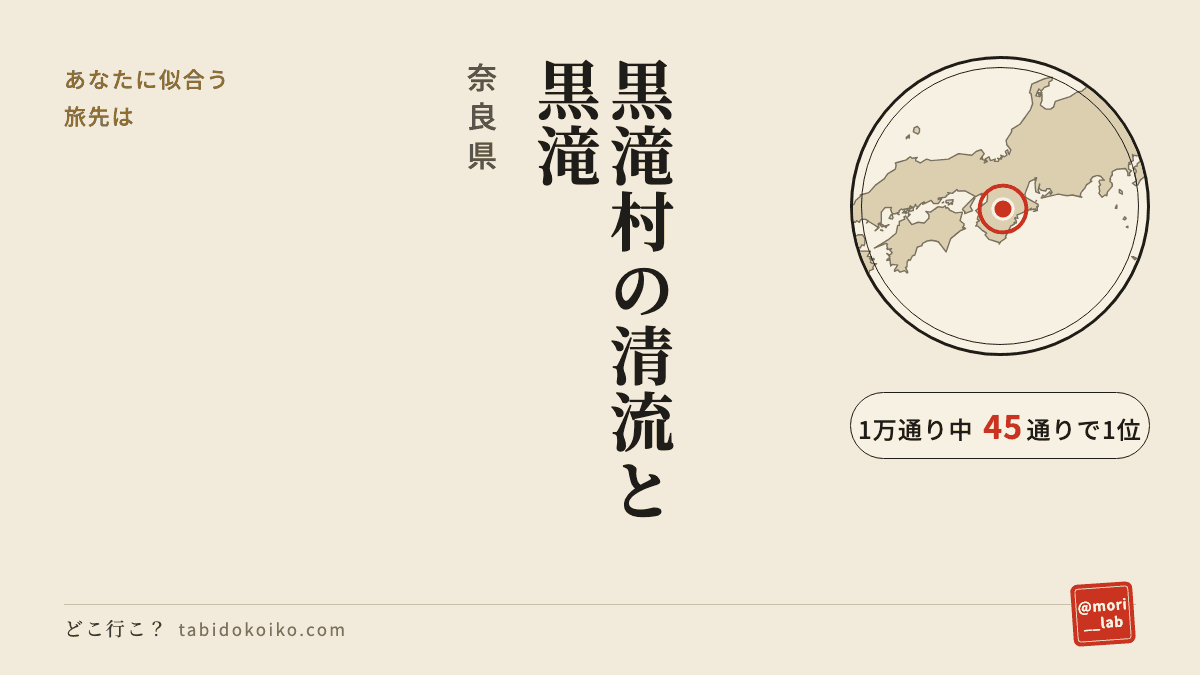 あなたに似合う
旅先は
黒滝村の清流と
黒滝
奈良県
1万通り中 45通りで1位
どこ行こ？ tabidokoiko.com
@mori
__lab